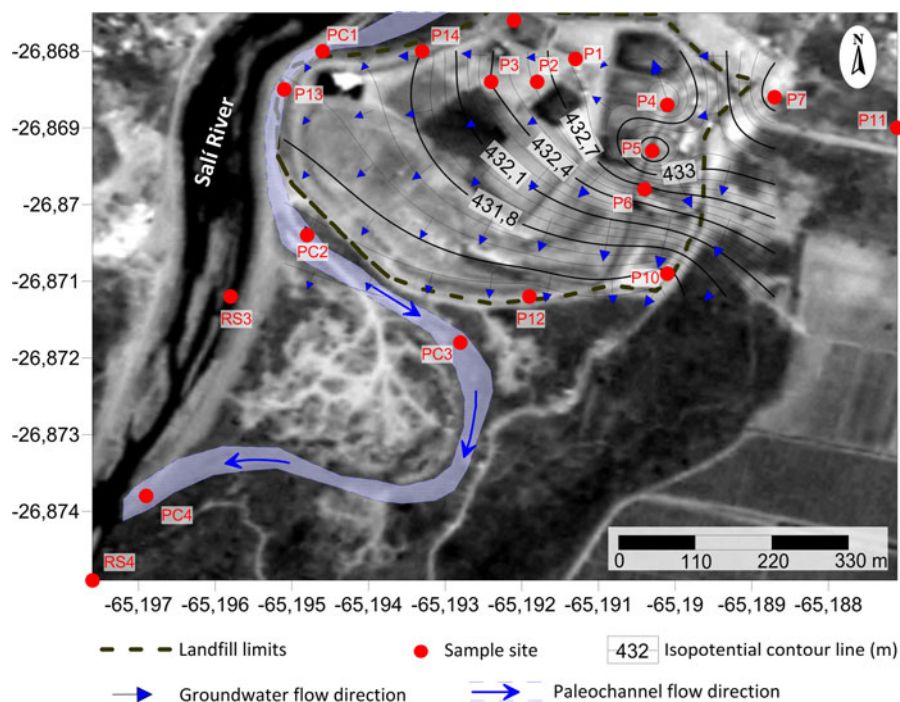 -26,868
-26,869
-26,87
-26,871
-26,872
-26,873
-26,874
PC1
P14
P3
P2
P1
P13
P4
P7
P11
P5
P6
432,7
432,4
432,1
431,8
433
Salí River
N
PC2
P10
RS3
P12
PC3
PC4
RS4
0 110 220 330 m
-65,197 -65,196 -65,195 -65,194 -65,193 -65,192 -65,191 -65,19 -65,189 -65,188
Landfill limits
Sample site
432 Isopotential contour line (m)
Groundwater flow direction
Paleochannel flow direction